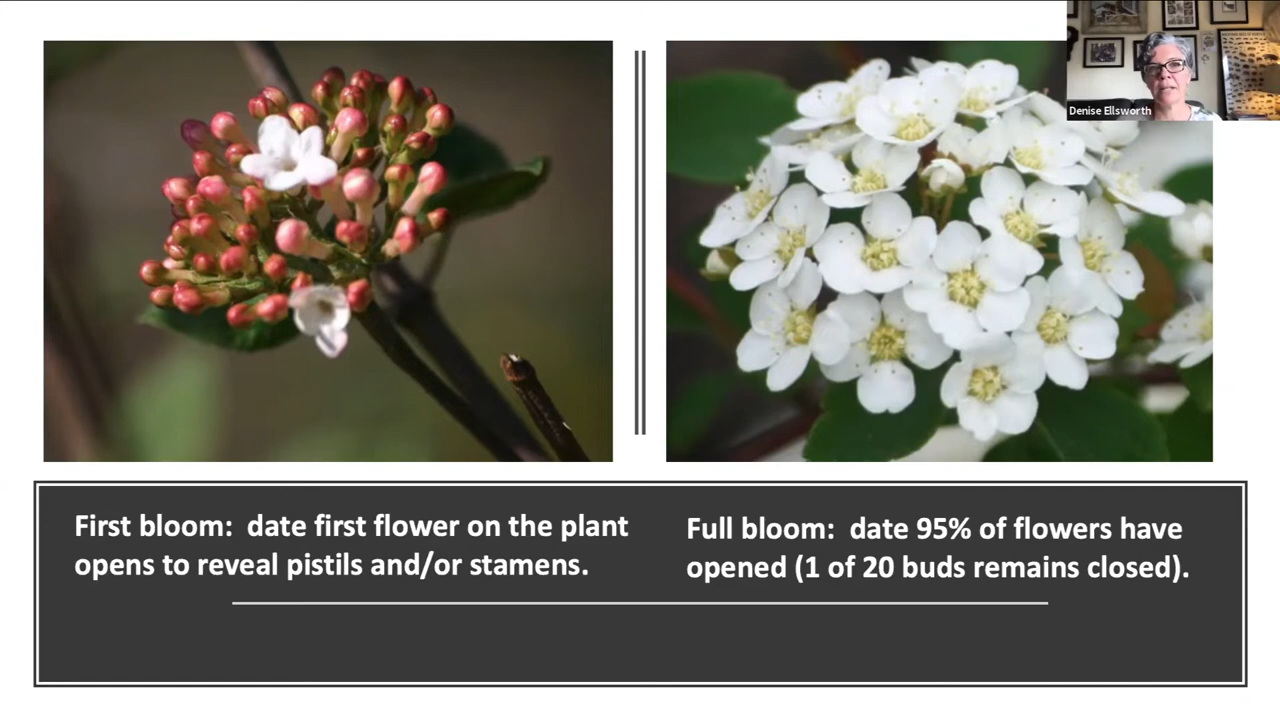 Denise Ellsworth
First bloom:  date first flower on the plant
opens to reveal pistils and/or stamens.
Full bloom:  date 95% of flowers have
opened (1 of 20 buds remains closed).